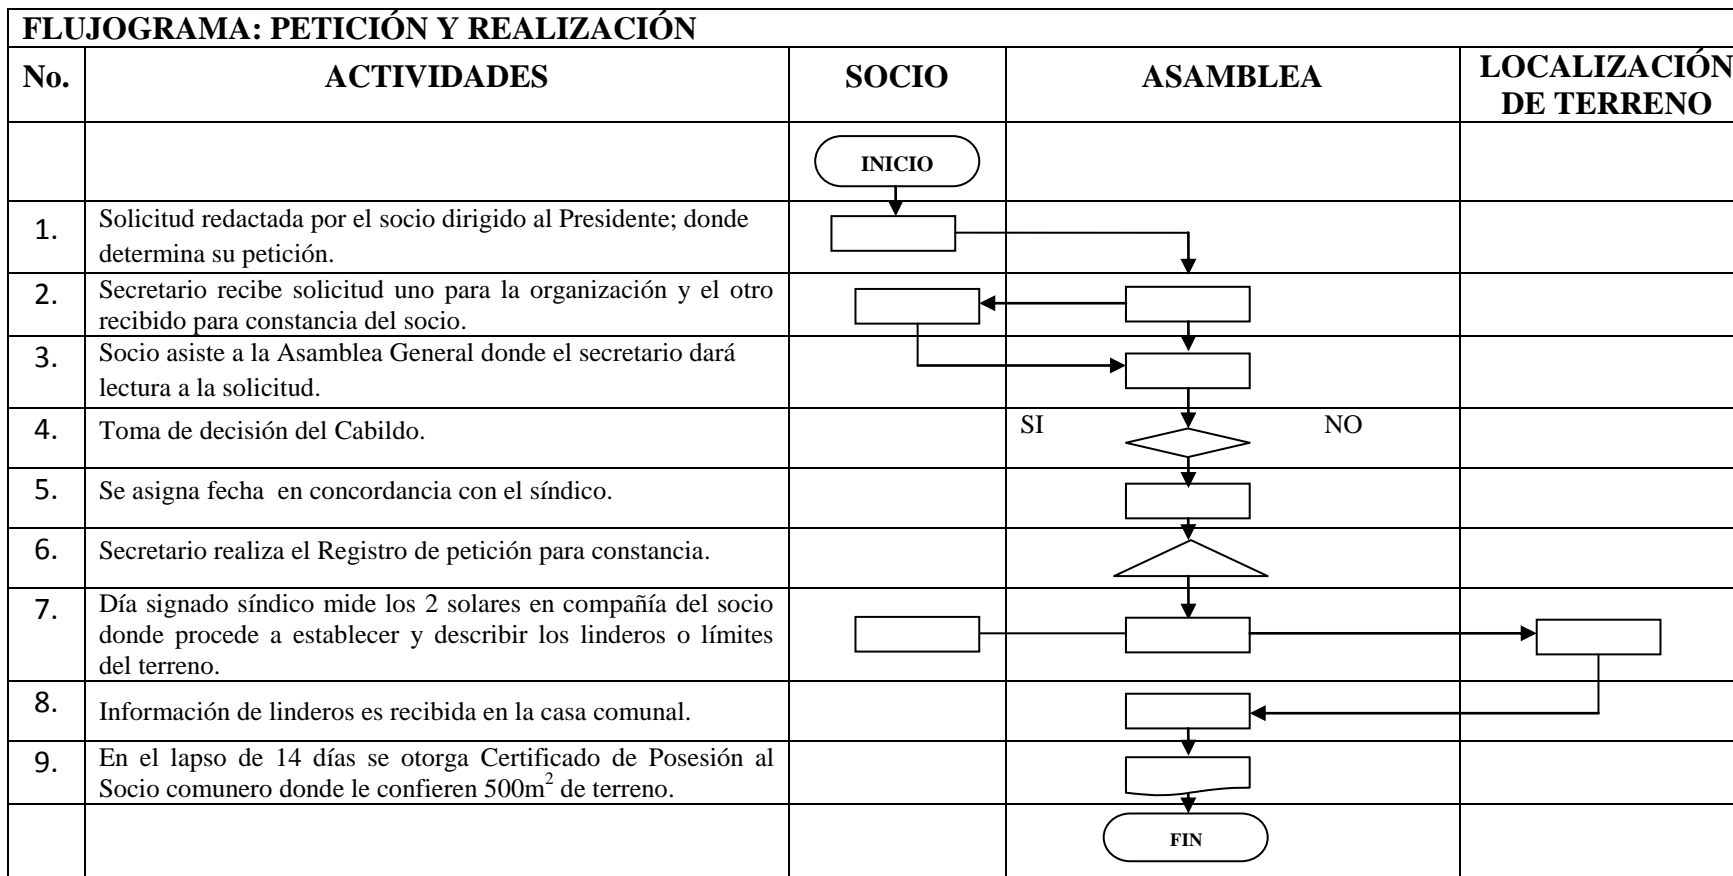 FLUJOGRAMA: PETICIÓN Y REALIZACIÓN
No. ACTIVIDADES SOCIO ASAMBLEA LOCALIZACIÓN
DE TERRENO
INICIO
1. Solicitud redactada por el socio dirigido al Presidente; donde
determina su petición.
2. Secretario recibe solicitud uno para la organización y el otro
recibido para constancia del socio.
3. Socio asiste a la Asamblea General donde el secretario dará
lectura a la solicitud.
4. Toma de decisión del Cabildo. SI NO
5. Se asigna fecha en concordancia con el síndico.
6. Secretario realiza el Registro de petición para constancia.
7. Día signado síndico mide los 2 solares en compañía del socio
donde procede a establecer y describir los linderos o límites
del terreno.
8. Información de linderos es recibida en la casa comunal.
9. En el lapso de 14 días se otorga Certificado de Posesión al
Socio comunero donde le confieren 500m² de terreno.
FIN